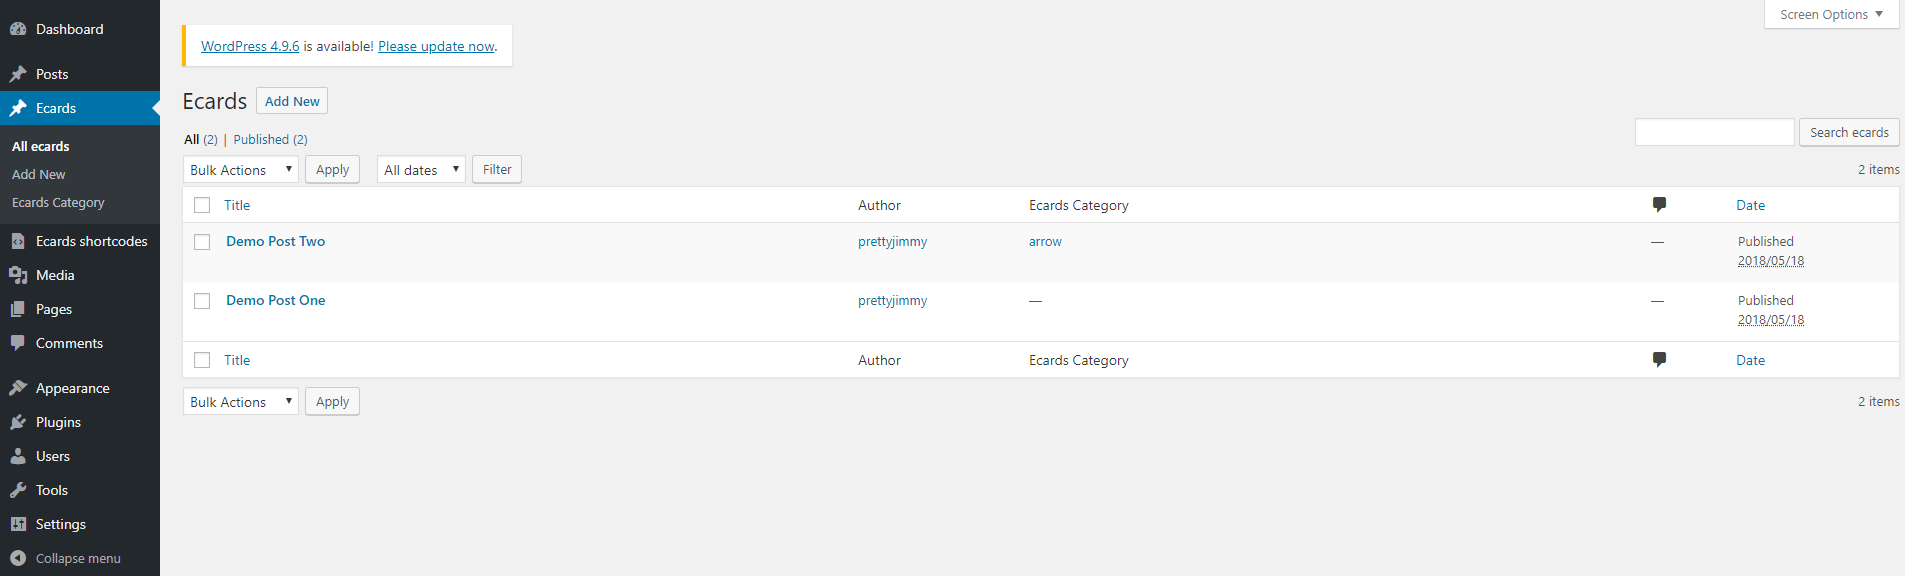 Dashboard
Posts
Ecards
All ecards
Add New
Ecards Category
Ecards shortcodes
Media
Pages
Comments
Appearance
Plugins
Users
Tools
Settings
Collapse menu
Screen Options
WordPress 4.9.6 is available! Please update now.
Ecards Add New
All (2) | Published (2)
Search ecards
Bulk Actions Apply All dates Filter 2 items
Title Author Ecards Category Date
Demo Post Two prettyjimmy arrow — Published
2018/05/18
Demo Post One prettyjimmy — — Published
2018/05/18
Title Author Ecards Category Date
Bulk Actions Apply 2 items